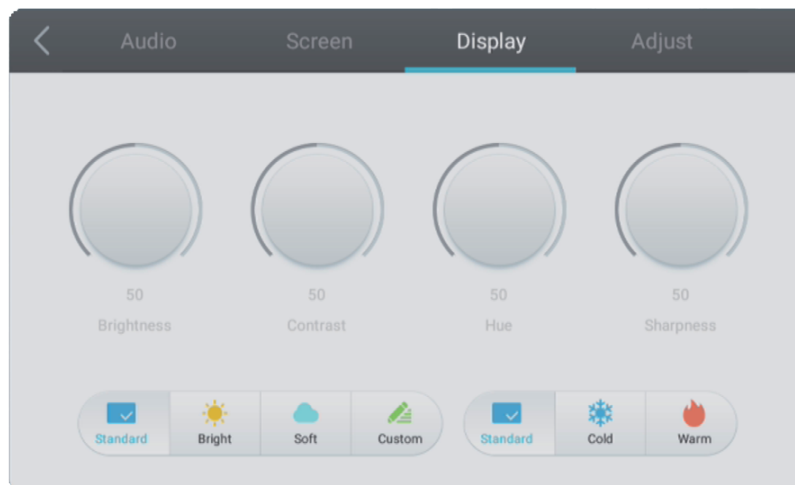 Audio Screen Display Adjust
50 50 50 50
Brightness Contrast Hue Sharpness
Standard Bright Soft Custom Standard Cold Warm